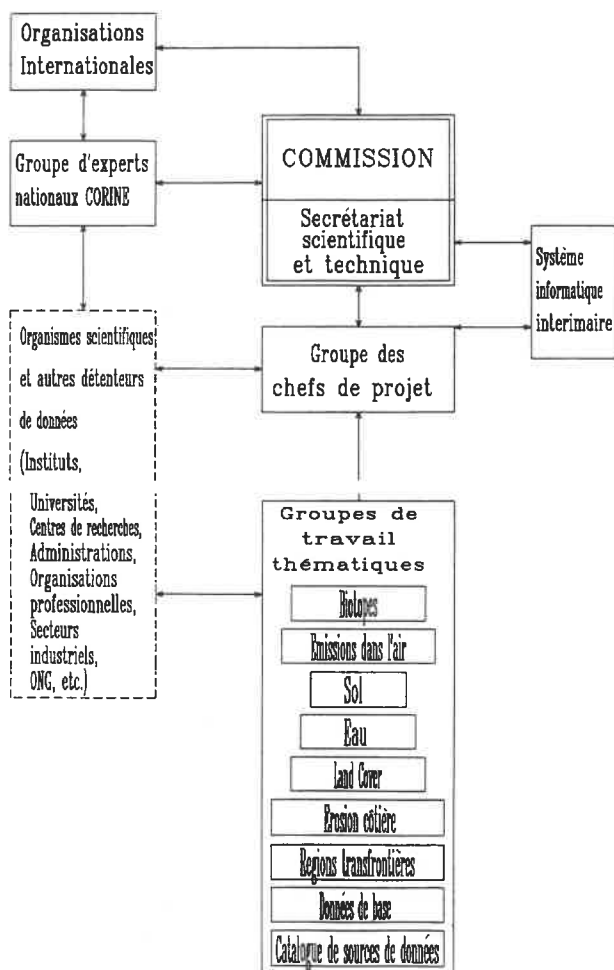 Organisations
Internationales
Groupe d'experts
nationaux CORINE
COMMISSION
Secrétariat
scientifique
et technique
Système
informatique
interimaire
Organismes scientifiques
et autres détenteurs
de données
(Instituts,
Universités,
Centres de recherches,
Administrations,
Organisations
professionnelles,
Secteurs
industriels,
ONG, etc.)
Groupe des
chefs de projet
Groupes de
travail
thématiques
Biotopes
Emissions dans l'air
Sol
Eau
Land Cover
Erosion côtière
Regions transfrontières
Données de base
Catalogue de sources de données